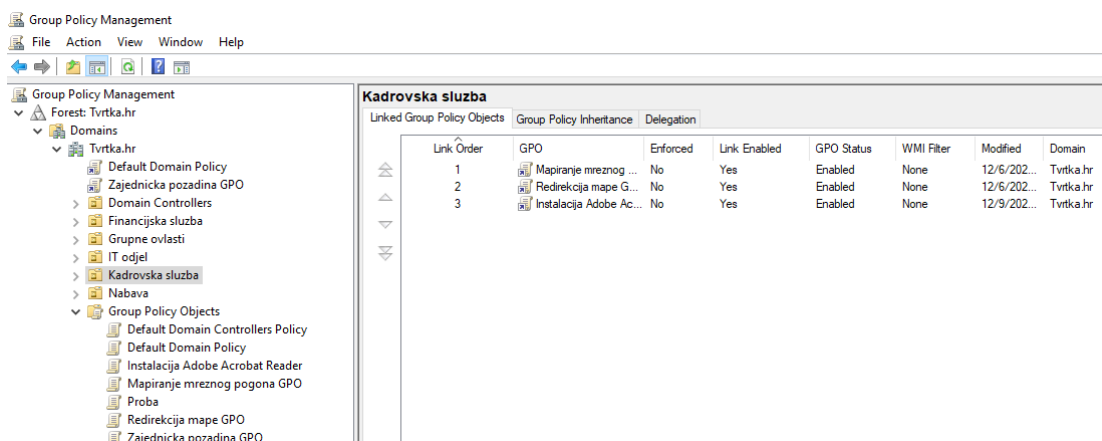 Group Policy Management
File Action View Window Help
Group Policy Management
Forest: Tvrtka.hr
Domains
Tvrtka.hr
Default Domain Policy
Zajednicka pozadina GPO
Domain Controllers
Financijska sluzba
Grupne ovlasti
IT odjel
Kadrovska sluzba
Nabava
Group Policy Objects
Default Domain Controllers Policy
Default Domain Policy
Instalacija Adobe Acrobat Reader
Mapiranje mreznog pogona GPO
Proba
Redirekcija mape GPO
Zajednicka pozadina GPO
Kadrovska sluzba
Linked Group Policy Objects Group Policy Inheritance Delegation
Link Order GPO Enforced Link Enabled GPO Status WMI Filter Modified Domain
1 Mapiranje mreznog ... No Yes Enabled None 12/6/202... Tvrtka.hr
2 Redirekcija mape G... No Yes Enabled None 12/6/202... Tvrtka.hr
3 Instalacija Adobe Ac... No Yes Enabled None 12/9/202... Tvrtka.hr